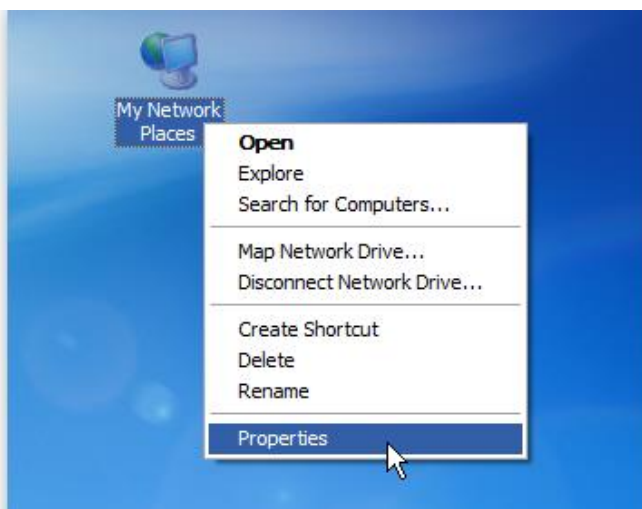 My Network
Places
Open
Explore
Search for Computers...
Map Network Drive...
Disconnect Network Drive...
Create Shortcut
Delete
Rename
Properties